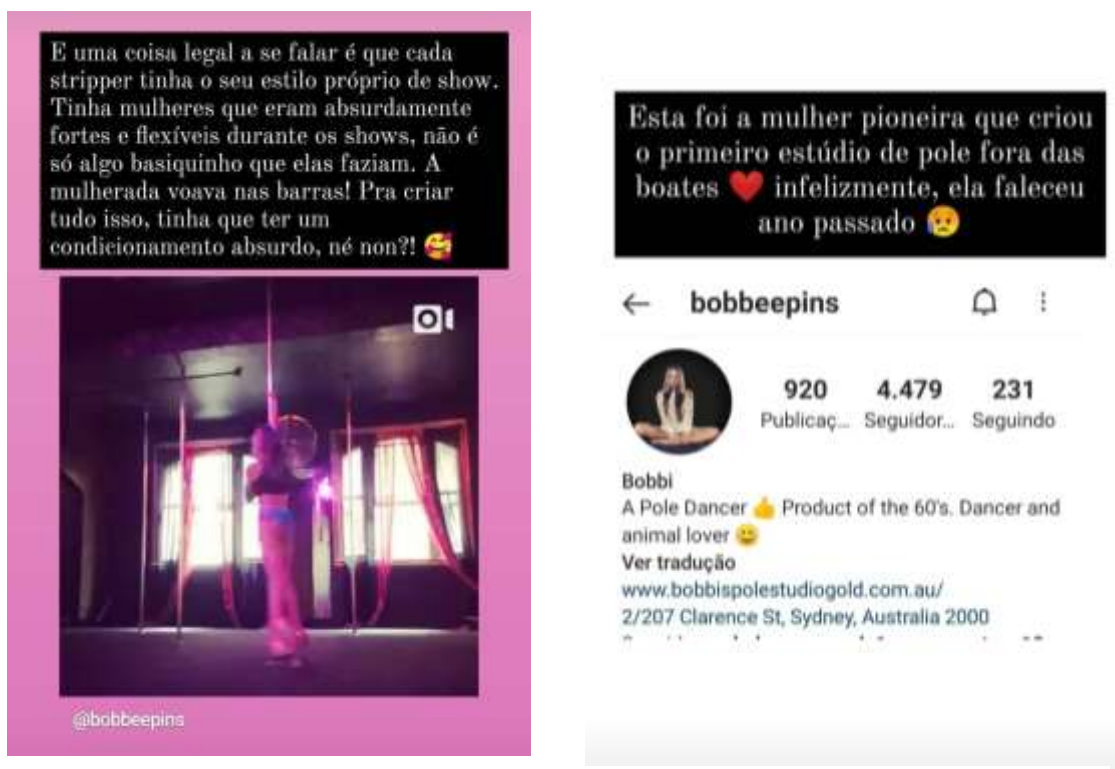 E uma coisa legal a se falar é que cada
stripper tinha o seu estilo próprio de show.
Tinha mulheres que eram absurdamente
fortes e flexíveis durante os shows, não é
só algo basiquinho que elas faziam. A
mulherada voava nas barras! Pra criar
tudo isso, tinha que ter um
condicionamento absurdo, né non?! 🥰
@bobbeepins
Esta foi a mulher pioneira que criou
o primeiro estúdio de pole fora das
boates ❤️ infelizmente, ela faleceu
ano passado 😥
bobbeepins
920 4.479 231
Publicaç... Seguidor... Seguindo
Bobbi
A Pole Dancer 👍 Product of the 60's. Dancer and
animal lover 😄
Ver tradução
www.bobbispolestudiogold.com.au/
2/207 Clarence St, Sydney, Australia 2000